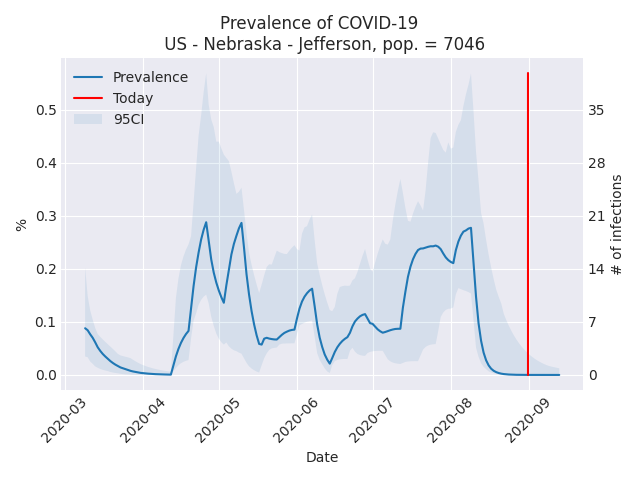 Prevalence of COVID-19
US - Nebraska - Jefferson, pop. = 7046
Prevalence
Today
95CI
%
0.5
0.4
0.3
0.2
0.1
0.0
35
28
21
14
7
0
# of infections
2020-03
2020-04
2020-05
2020-06
2020-07
2020-08
2020-09
Date